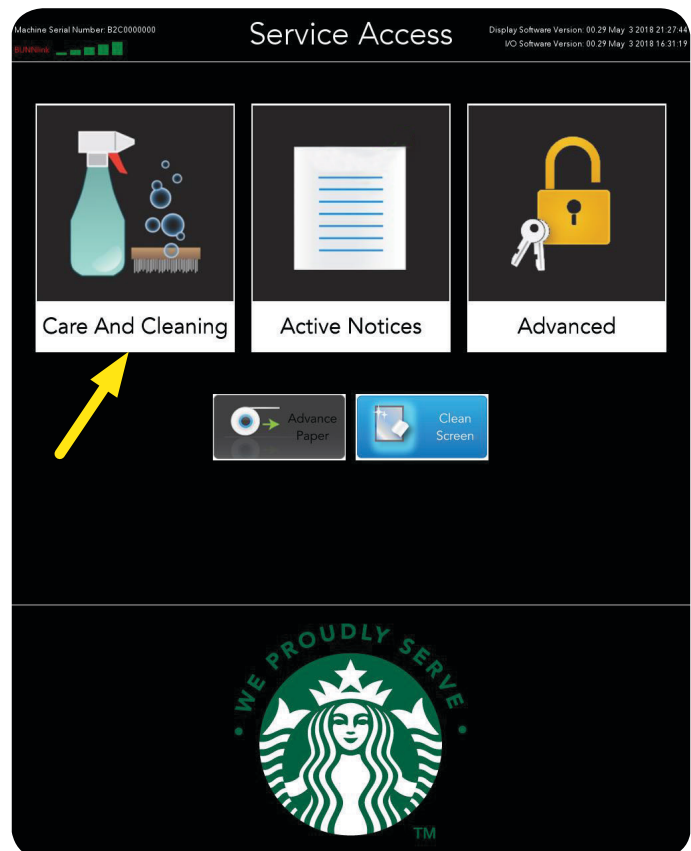 Machine Serial Number: B2C0000000
BUNNlink
Service Access
Display Software Version: 00.29 May 3 2018 21:27:44
I/O Software Version: 00.29 May 3 2018 16:31:19
Care And Cleaning
Active Notices
Advanced
Advance
Paper
Clean
Screen
WE PROUDLY SERVE
TM